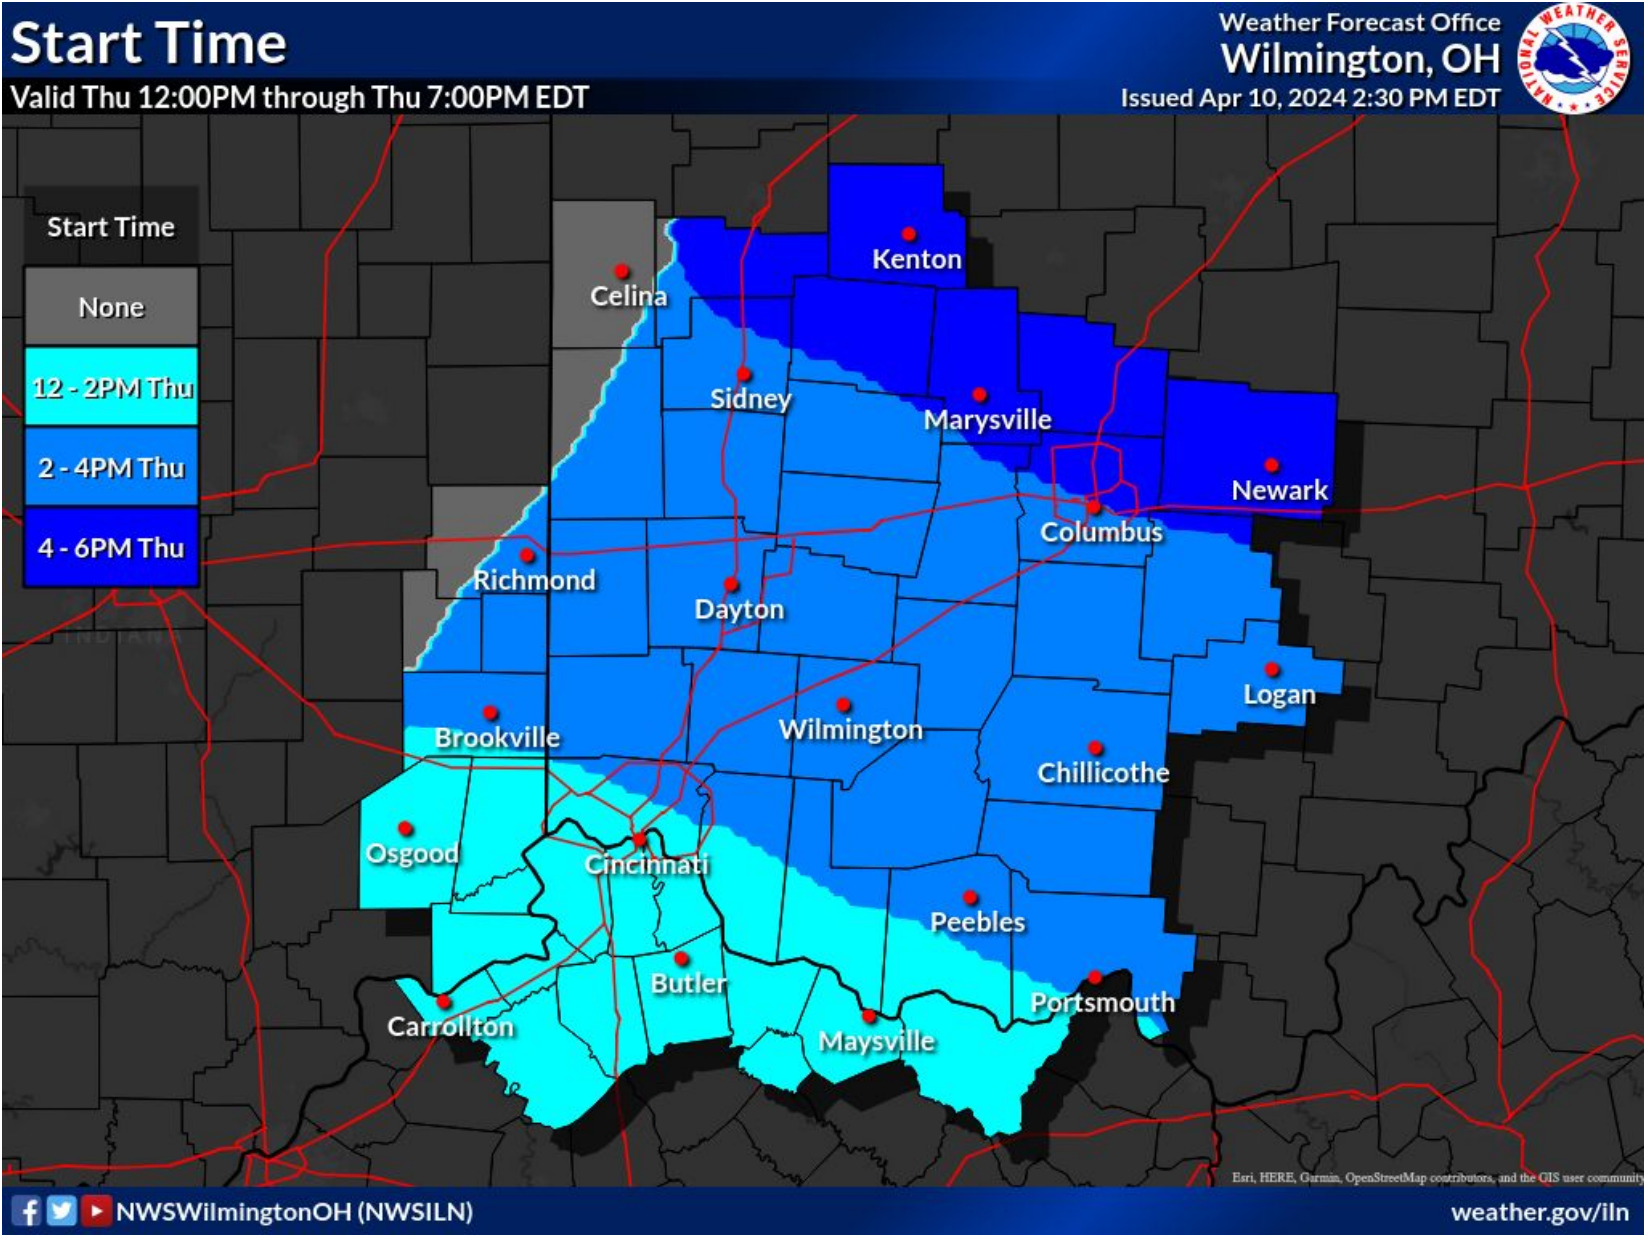 Start Time
Valid Thu 12:00PM through Thu 7:00PM EDT
Weather Forecast Office
Wilmington, OH
Issued Apr 10, 2024 2:30 PM EDT
NATIONAL WEATHER SERVICE
Start Time
None
12 - 2PM Thu
2 - 4PM Thu
4 - 6PM Thu
INDIANA
Kenton
Celina
Sidney
Marysville
Newark
Columbus
Richmond
Dayton
Logan
Brookville
Wilmington
Chillicothe
Osgood
Cincinnati
Peebles
Butler
Portsmouth
Carrollton
Maysville
Esri, HERE, Garmin, OpenStreetMap contributors, and the GIS user community
NWSWilmingtonOH (NWSILN)
weather.gov/iln